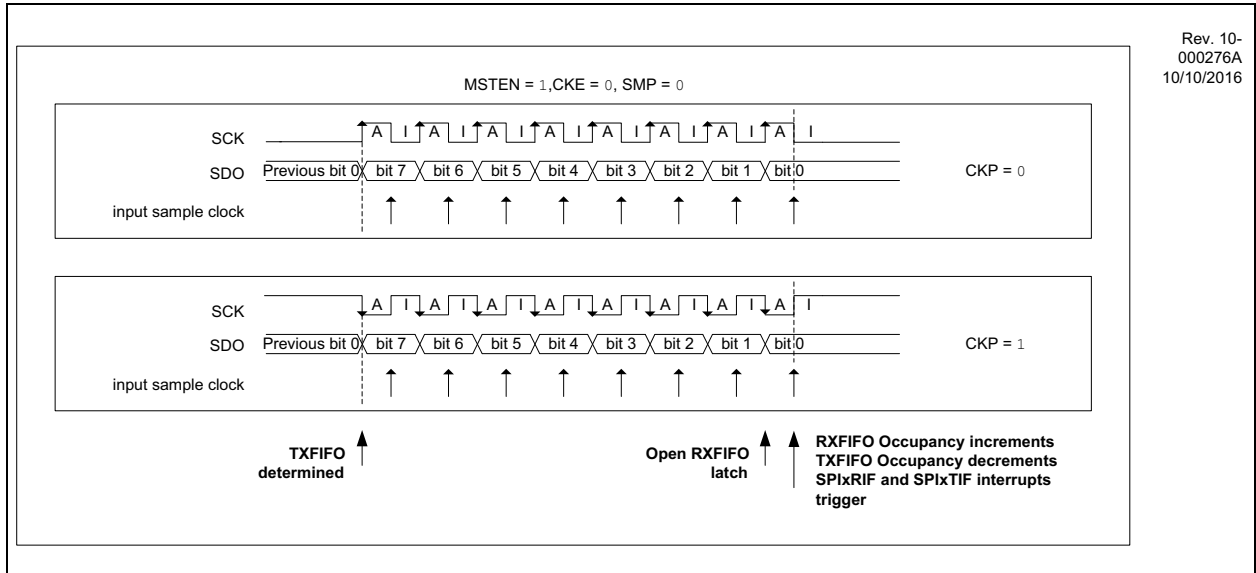 Rev. 10-
000276A
10/10/2016
MSTEN = 1,CKE = 0, SMP = 0
SCK
A I A I A I A I A I A I A I A I
SDO
Previous bit 0 bit 7 bit 6 bit 5 bit 4 bit 3 bit 2 bit 1 bit 0
CKP = 0
input sample clock
SCK
A I A I A I A I A I A I A I A I
SDO
Previous bit 0 bit 7 bit 6 bit 5 bit 4 bit 3 bit 2 bit 1 bit 0
CKP = 1
input sample clock
TXFIFO
determined
Open RXFIFO
latch
RXFIFO Occupancy increments
TXFIFO Occupancy decrements
SPIxRIF and SPIxTIF interrupts
trigger